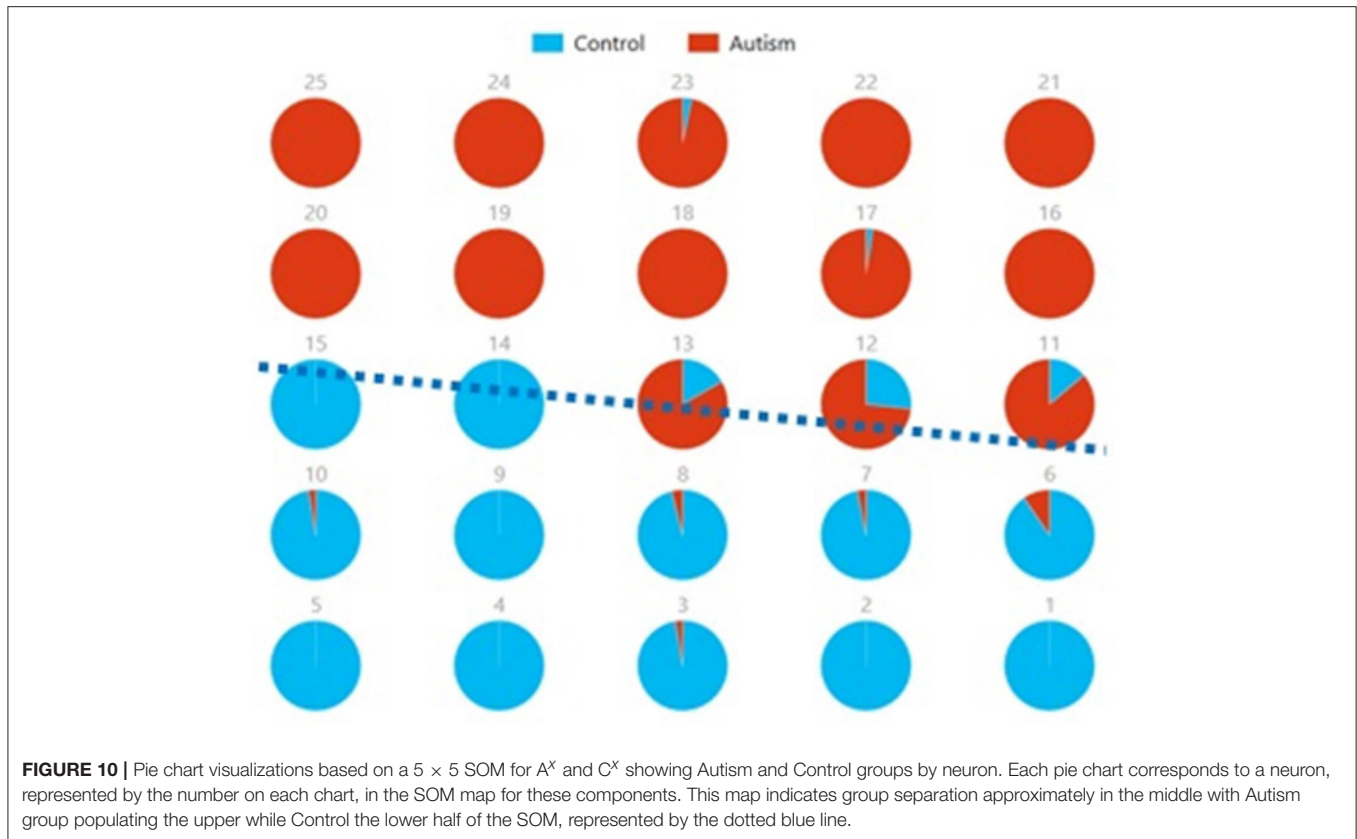 Control Autism
25 24 23 22 21
20 19 18 17 16
15 14 13 12 11
10 9 8 7 6
5 4 3 2 1
FIGURE 10 | Pie chart visualizations based on a 5 × 5 SOM for Aˣ and Cˣ showing Autism and Control groups by neuron. Each pie chart corresponds to a neuron,
represented by the number on each chart, in the SOM map for these components. This map indicates group separation approximately in the middle with Autism
group populating the upper while Control the lower half of the SOM, represented by the dotted blue line.